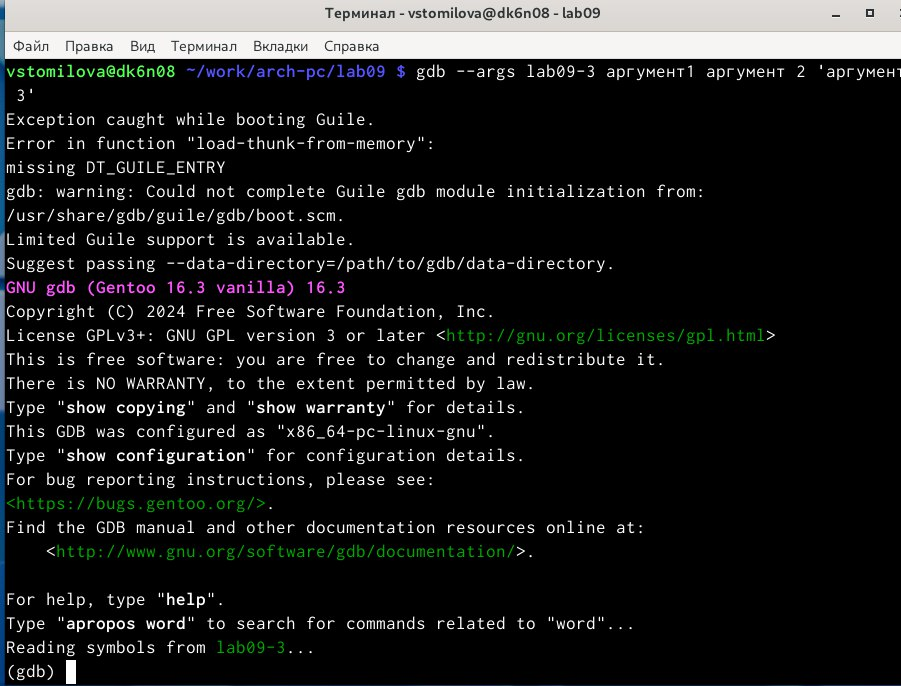 Терминал - vstomilova@dk6n08 - lab09
Файл Правка Вид Терминал Вкладки Справка
vstomilova@dk6n08 ~/work/arch-pc/lab09 $ gdb --args lab09-3 аргумент1 аргумент 2 'аргумент
 3'
Exception caught while booting Guile.
Error in function "load-thunk-from-memory":
missing DT_GUILE_ENTRY
gdb: warning: Could not complete Guile gdb module initialization from:
/usr/share/gdb/guile/gdb/boot.scm.
Limited Guile support is available.
Suggest passing --data-directory=/path/to/gdb/data-directory.
GNU gdb (Gentoo 16.3 vanilla) 16.3
Copyright (C) 2024 Free Software Foundation, Inc.
License GPLv3+: GNU GPL version 3 or later <http://gnu.org/licenses/gpl.html>
This is free software: you are free to change and redistribute it.
There is NO WARRANTY, to the extent permitted by law.
Type "show copying" and "show warranty" for details.
This GDB was configured as "x86_64-pc-linux-gnu".
Type "show configuration" for configuration details.
For bug reporting instructions, please see:
<https://bugs.gentoo.org/>.
Find the GDB manual and other documentation resources online at:
    <http://www.gnu.org/software/gdb/documentation/>.
For help, type "help".
Type "apropos word" to search for commands related to "word"...
Reading symbols from lab09-3...
(gdb)